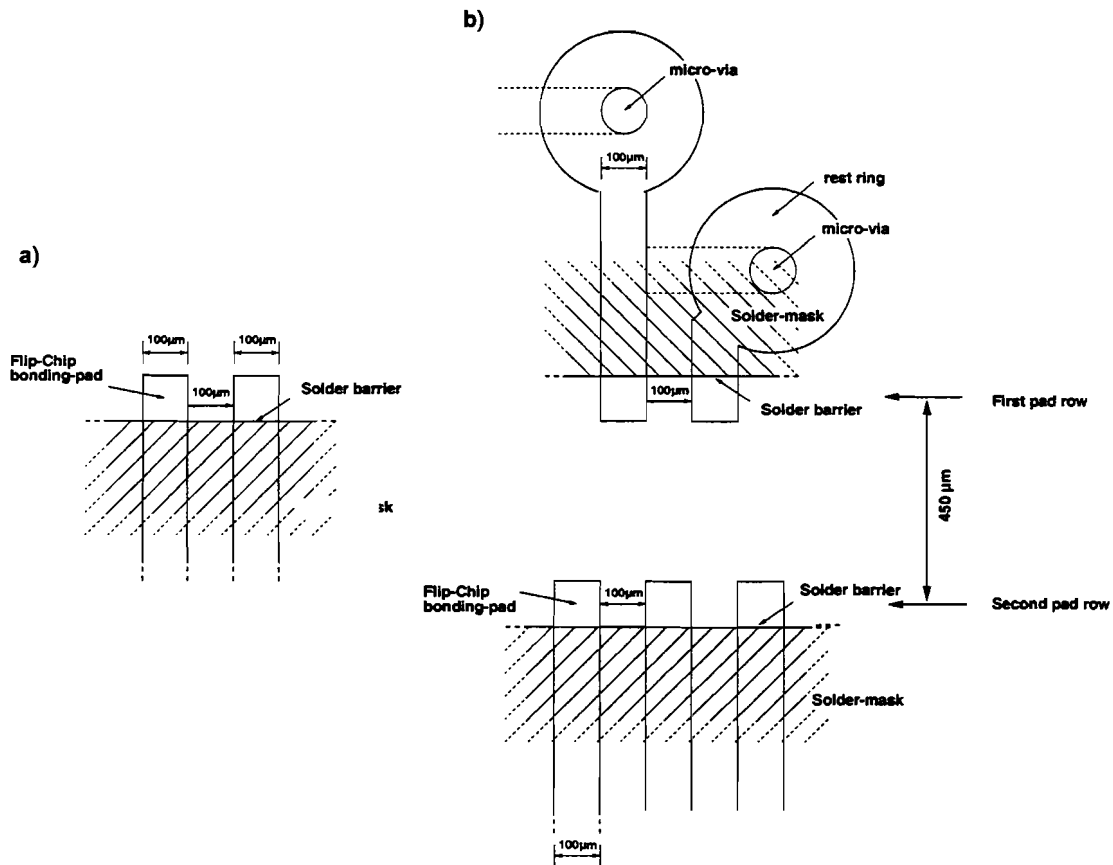 b)
micro-via
100µm
rest ring
micro-via
a)
Solder-mask
100µm
100µm
Flip-Chip
bonding-pad
100µm
Solder barrier
100µm
Solder barrier
First pad row
450 µm
Flip-Chip
bonding-pad
100µm
Solder barrier
Second pad row
Solder-mask
100µm